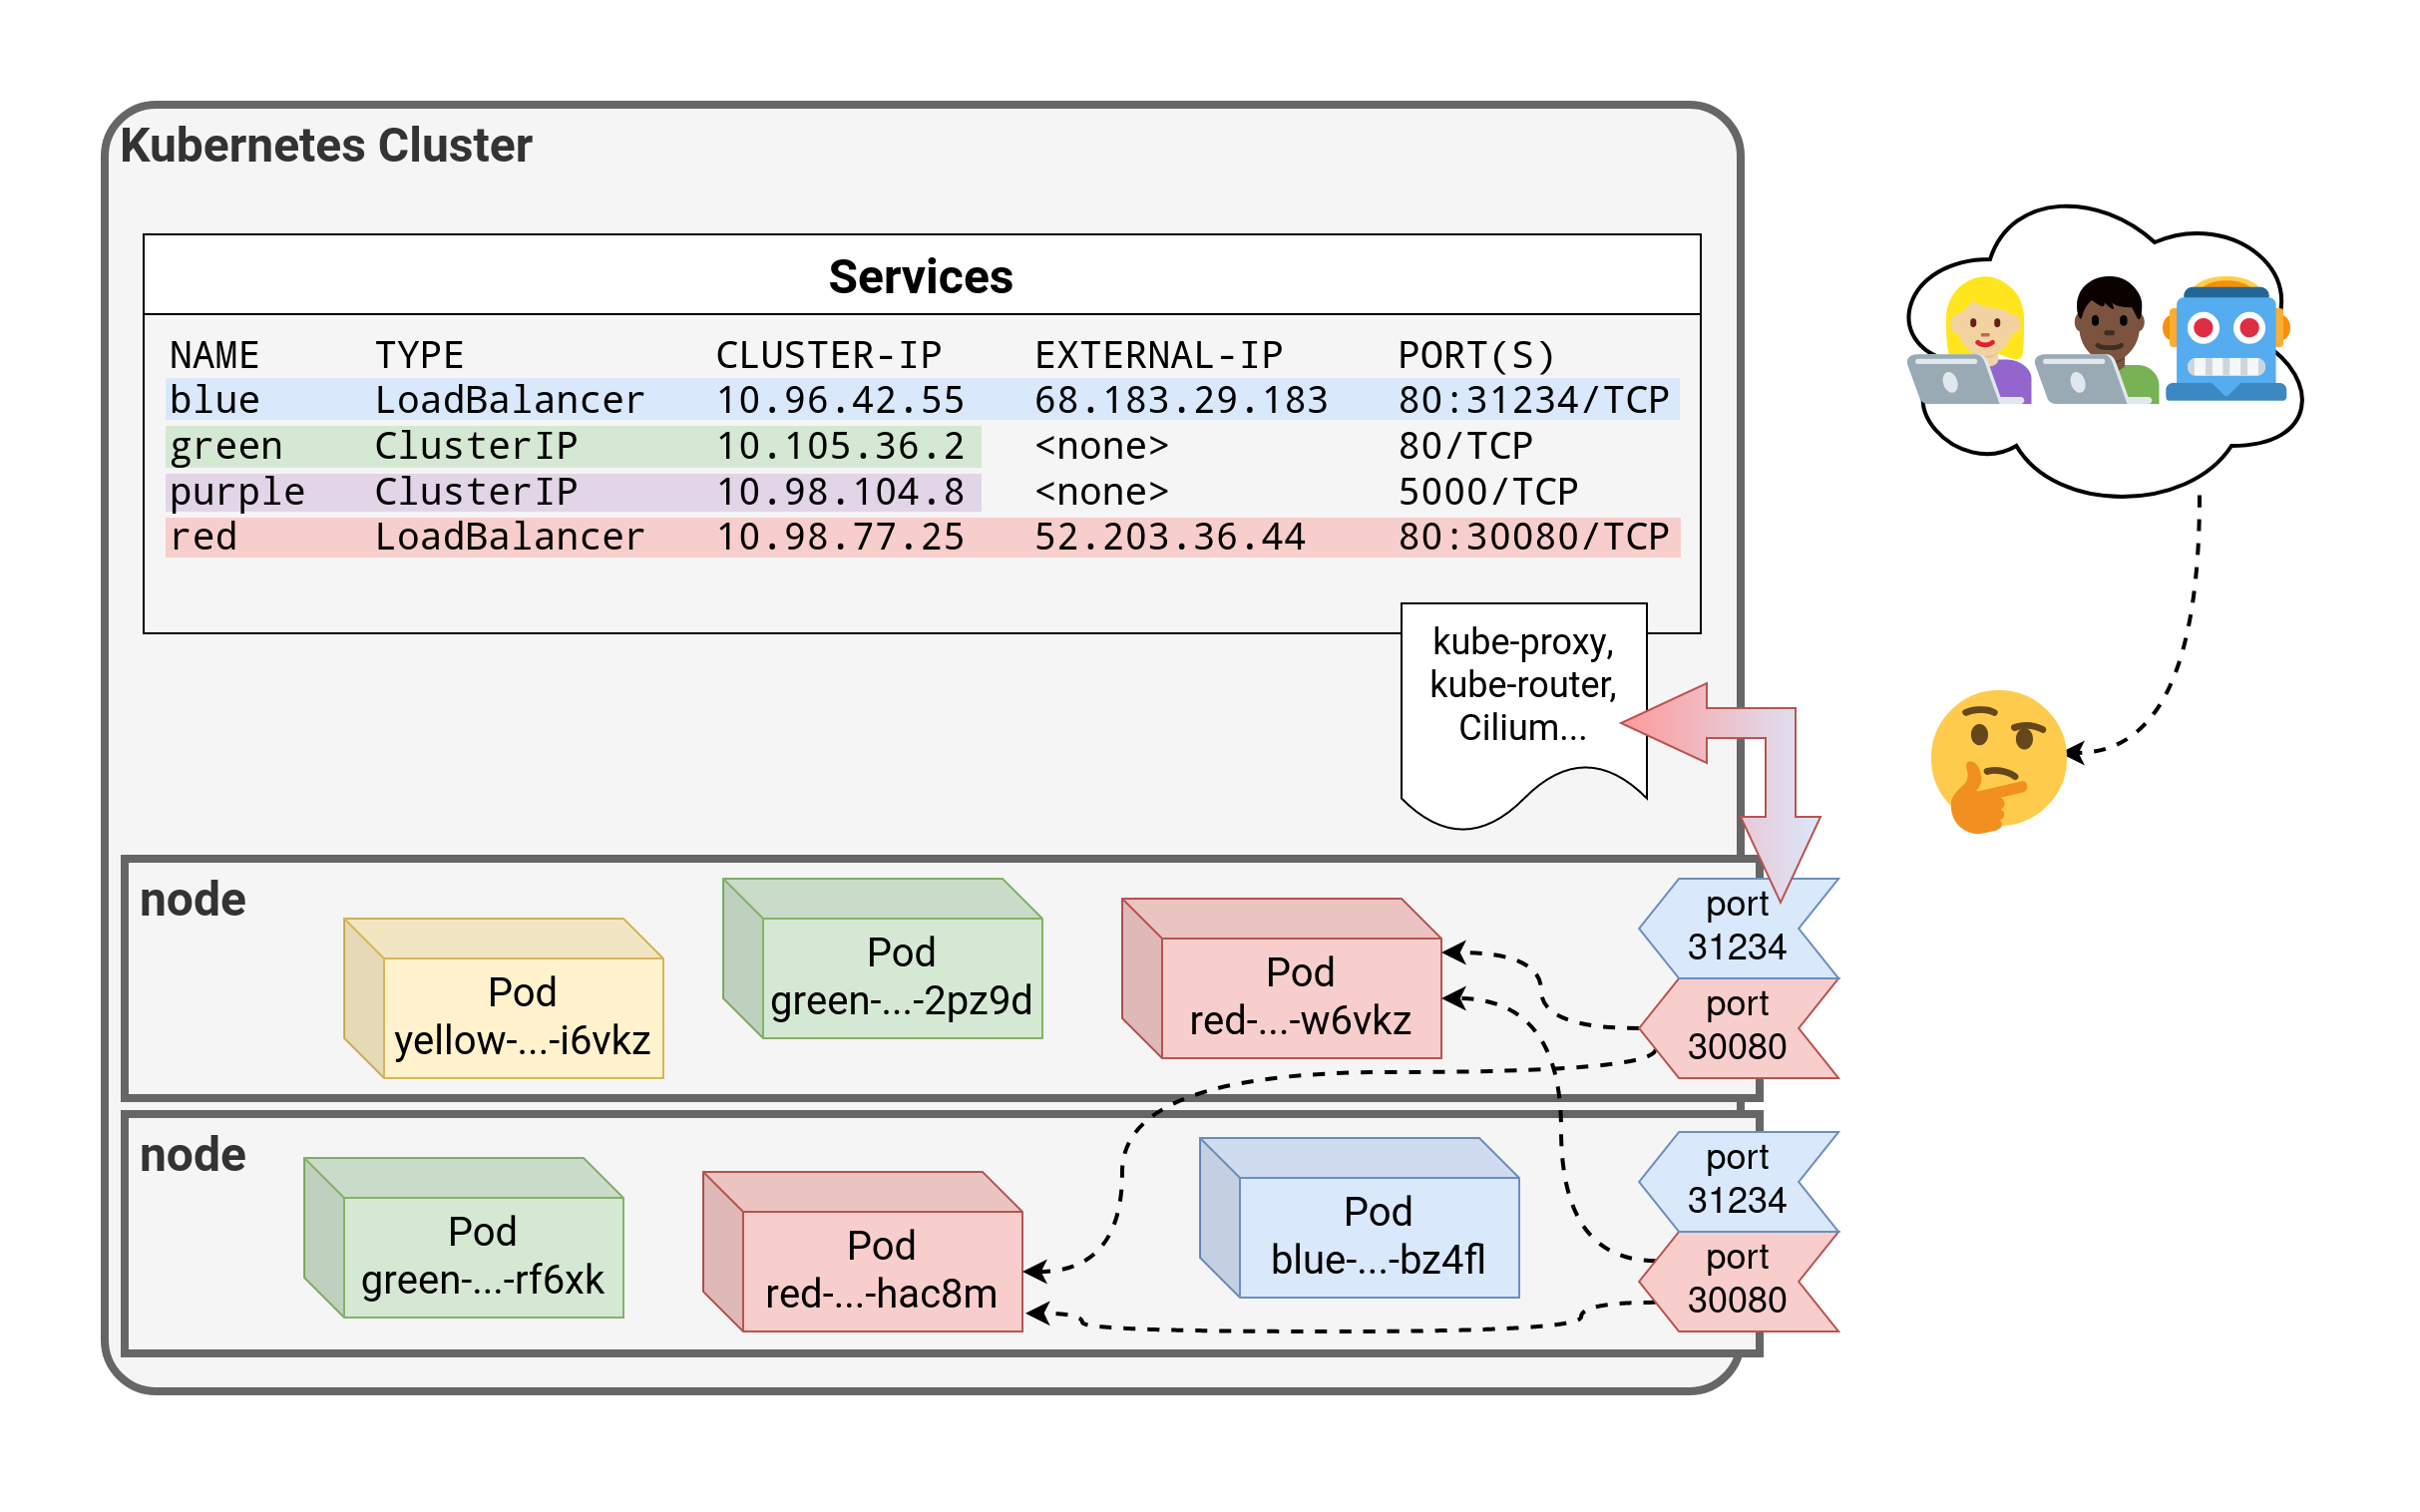 Kubernetes Cluster
Services
NAME TYPE CLUSTER-IP EXTERNAL-IP PORT(S)
blue LoadBalancer 10.96.42.55 68.183.29.183 80:31234/TCP
green ClusterIP 10.105.36.2 <none> 80/TCP
purple ClusterIP 10.98.104.8 <none> 5000/TCP
red LoadBalancer 10.98.77.25 52.203.36.44 80:30080/TCP
kube-proxy,
kube-router,
Cilium...
node
Pod
yellow-...-i6vkz
Pod
green-...-2pz9d
Pod
red-...-w6vkz
port
31234
port
30080
node
Pod
green-...-rf6xk
Pod
red-...-hac8m
Pod
blue-...-bz4fl
port
31234
port
30080